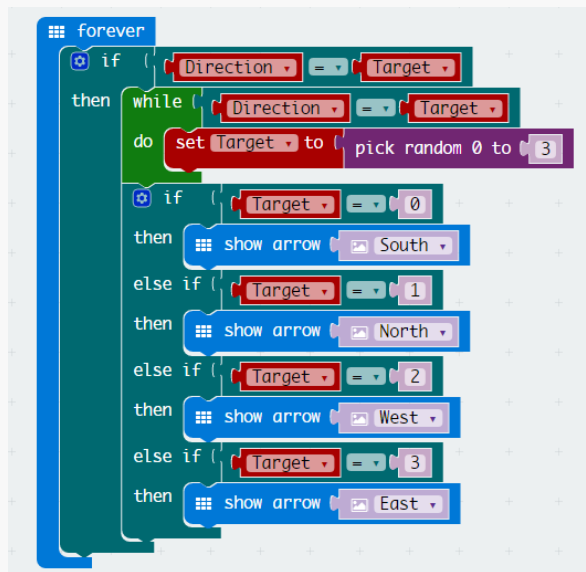 forever
if Direction = Target
then while Direction = Target
do set Target to pick random 0 to 3
if Target = 0
then show arrow South
else if Target = 1
then show arrow North
else if Target = 2
then show arrow West
else if Target = 3
then show arrow East